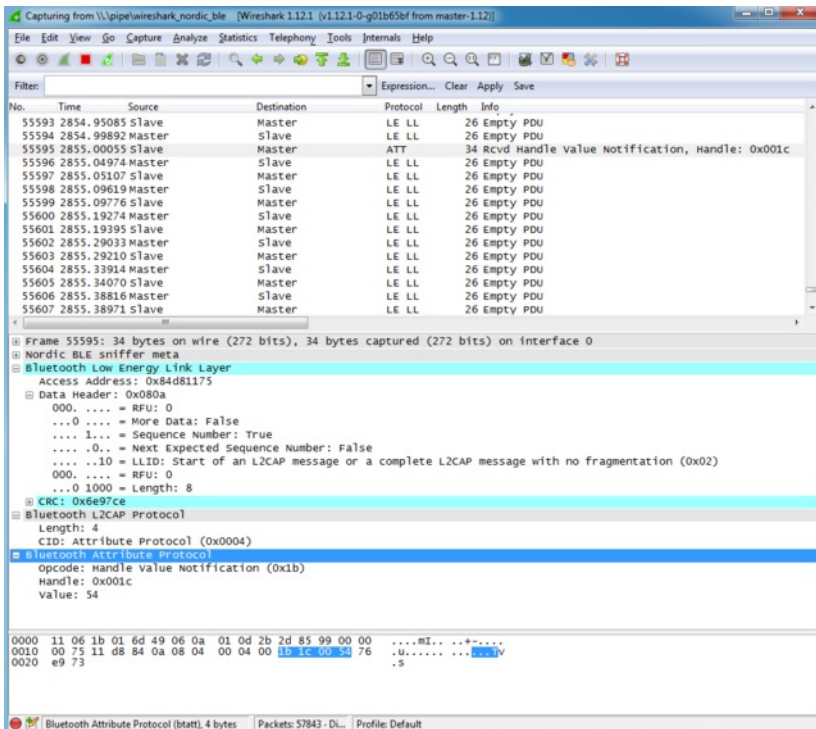 Capturing from \\.\pipe\wireshark_nordic_ble [Wireshark 1.12.1 (v1.12.1-0-g01b65bf from master-1.12)]
File Edit View Go Capture Analyze Statistics Telephony Tools Internals Help
Filter: Expression... Clear Apply Save
No. Time Source Destination Protocol Length Info
55593 2854.95085 Slave Master LE LL 26 Empty PDU
55594 2854.99892 Master Slave LE LL 26 Empty PDU
55595 2855.00055 Slave Master ATT 34 Rcvd Handle Value Notification, Handle: 0x001c
55596 2855.04974 Master Slave LE LL 26 Empty PDU
55597 2855.05107 Slave Master LE LL 26 Empty PDU
55598 2855.09619 Master Slave LE LL 26 Empty PDU
55599 2855.09776 Slave Master LE LL 26 Empty PDU
55600 2855.19274 Master Slave LE LL 26 Empty PDU
55601 2855.19395 Slave Master LE LL 26 Empty PDU
55602 2855.29033 Master Slave LE LL 26 Empty PDU
55603 2855.29210 Slave Master LE LL 26 Empty PDU
55604 2855.33914 Master Slave LE LL 26 Empty PDU
55605 2855.34070 Slave Master LE LL 26 Empty PDU
55606 2855.38816 Master Slave LE LL 26 Empty PDU
55607 2855.38971 Slave Master LE LL 26 Empty PDU
Frame 55595: 34 bytes on wire (272 bits), 34 bytes captured (272 bits) on interface 0
Nordic BLE sniffer meta
Bluetooth Low Energy Link Layer
Access Address: 0x84d81175
Data Header: 0x080a
000. .... = RFU: 0
...0 .... = More Data: False
.... 1... = Sequence Number: True
.... .0.. = Next Expected Sequence Number: False
.... ..10 = LLID: Start of an L2CAP message or a complete L2CAP message with no fragmentation (0x02)
000. .... = RFU: 0
...0 1000 = Length: 8
CRC: 0x6e97ce
Bluetooth L2CAP Protocol
Length: 4
CID: Attribute Protocol (0x0004)
Bluetooth Attribute Protocol
Opcode: Handle Value Notification (0x1b)
Handle: 0x001c
Value: 54
0000 11 06 1b 01 6d 49 06 0a 01 0d 2b 2d 85 99 00 00 ....mI.. ..+-....
0010 00 75 11 d8 84 0a 08 04 00 04 00 1b 1c 00 54 76 .u...... ......Tv
0020 e9 73 .s
Bluetooth Attribute Protocol (btatt), 4 bytes Packets: 57843 · Di... Profile: Default